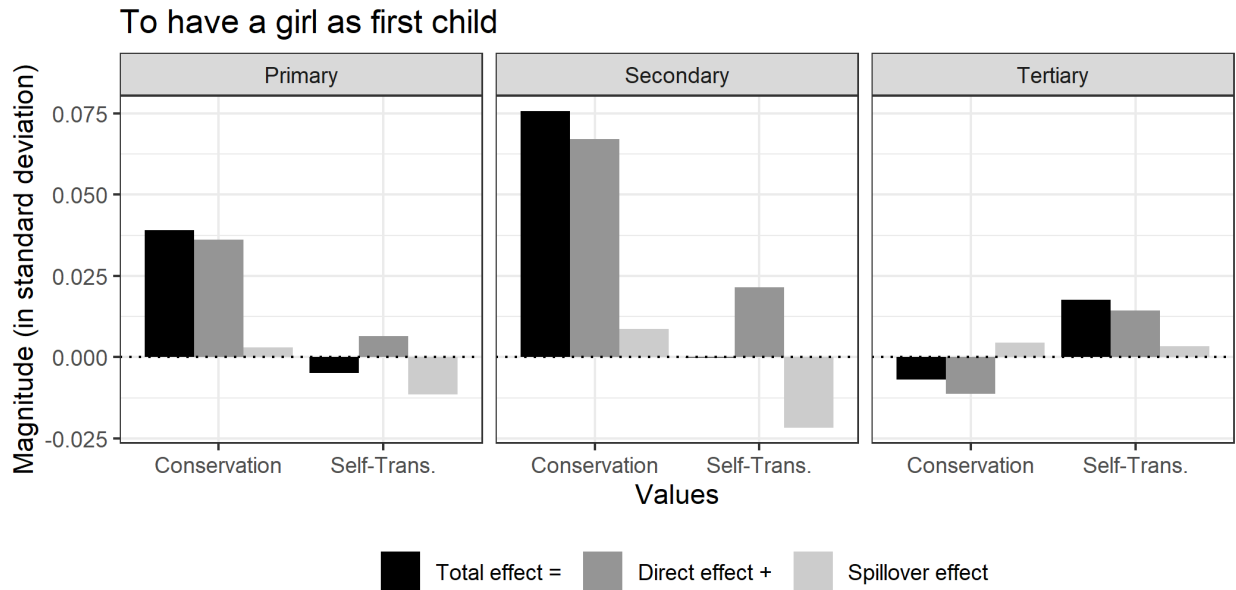 To have a girl as first child
Primary Secondary Tertiary
Magnitude (in standard deviation)
0.075
0.050
0.025
0.000
-0.025
Conservation Self-Trans. Conservation Self-Trans. Conservation Self-Trans.
Values
Total effect = Direct effect + Spillover effect